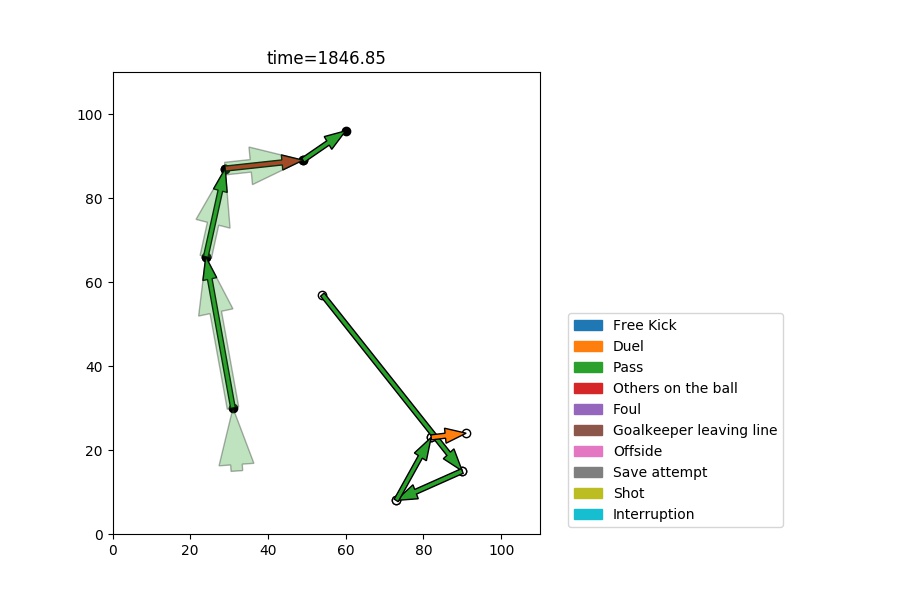 time=1846.85
100
80
60
40
20
0
0 20 40 60 80 100
Free Kick
Duel
Pass
Others on the ball
Foul
Goalkeeper leaving line
Offside
Save attempt
Shot
Interruption